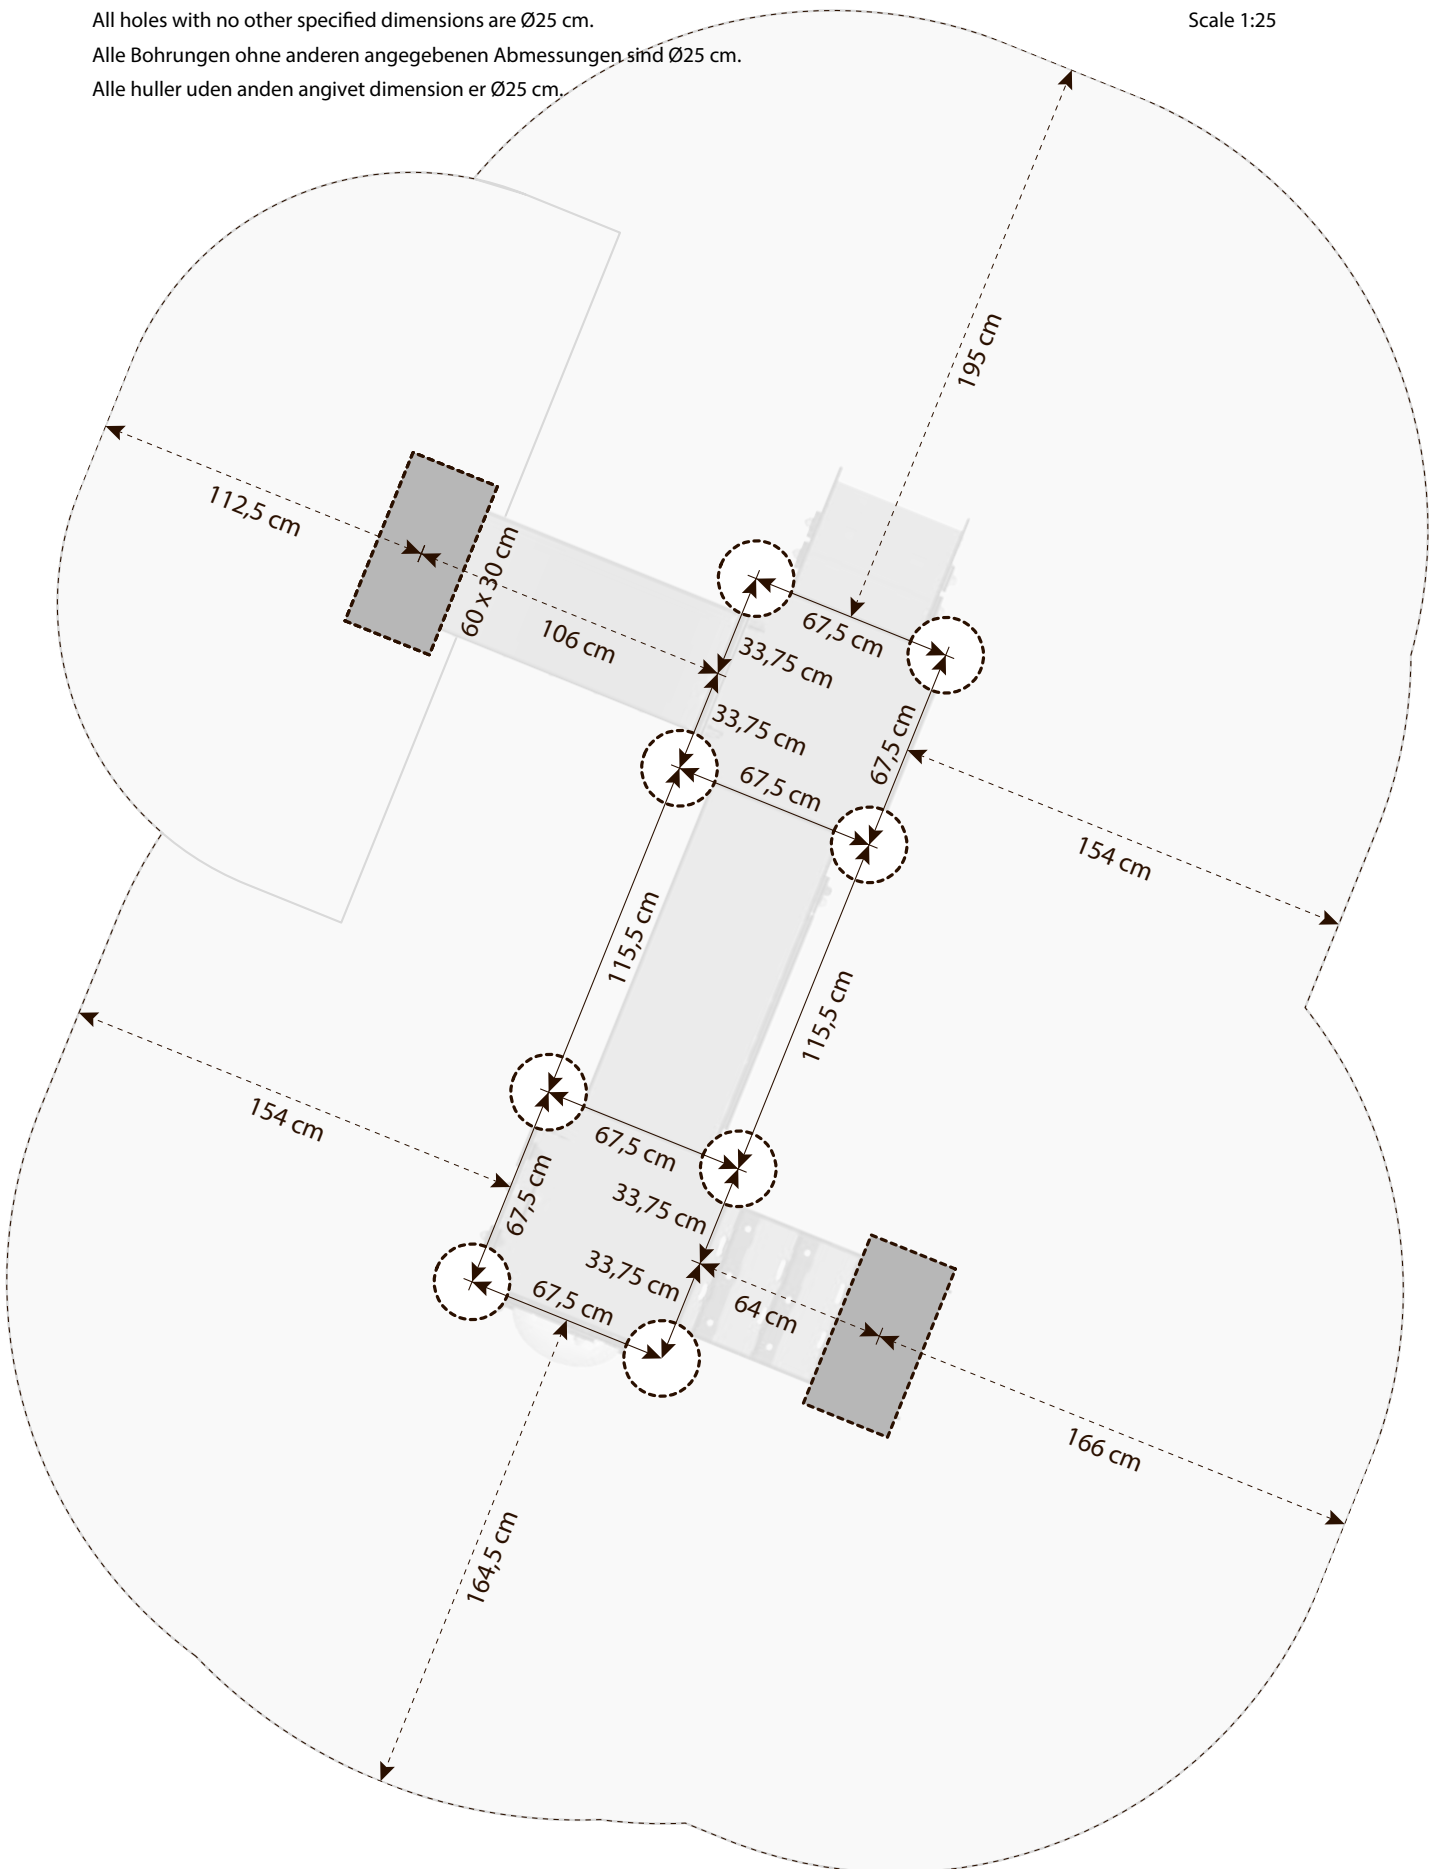 All holes with no other specified dimensions are Ø25 cm.
Scale 1:25
Alle Bohrungen ohne anderen angegebenen Abmessungen sind Ø25 cm.
Alle huller uden anden angivet dimension er Ø25 cm.
195 cm
112,5 cm
60 x 30 cm
106 cm
67,5 cm
33,75 cm
33,75 cm
67,5 cm
67,5 cm
154 cm
115,5 cm
115,5 cm
154 cm
67,5 cm
67,5 cm
33,75 cm
33,75 cm
67,5 cm
64 cm
166 cm
164,5 cm